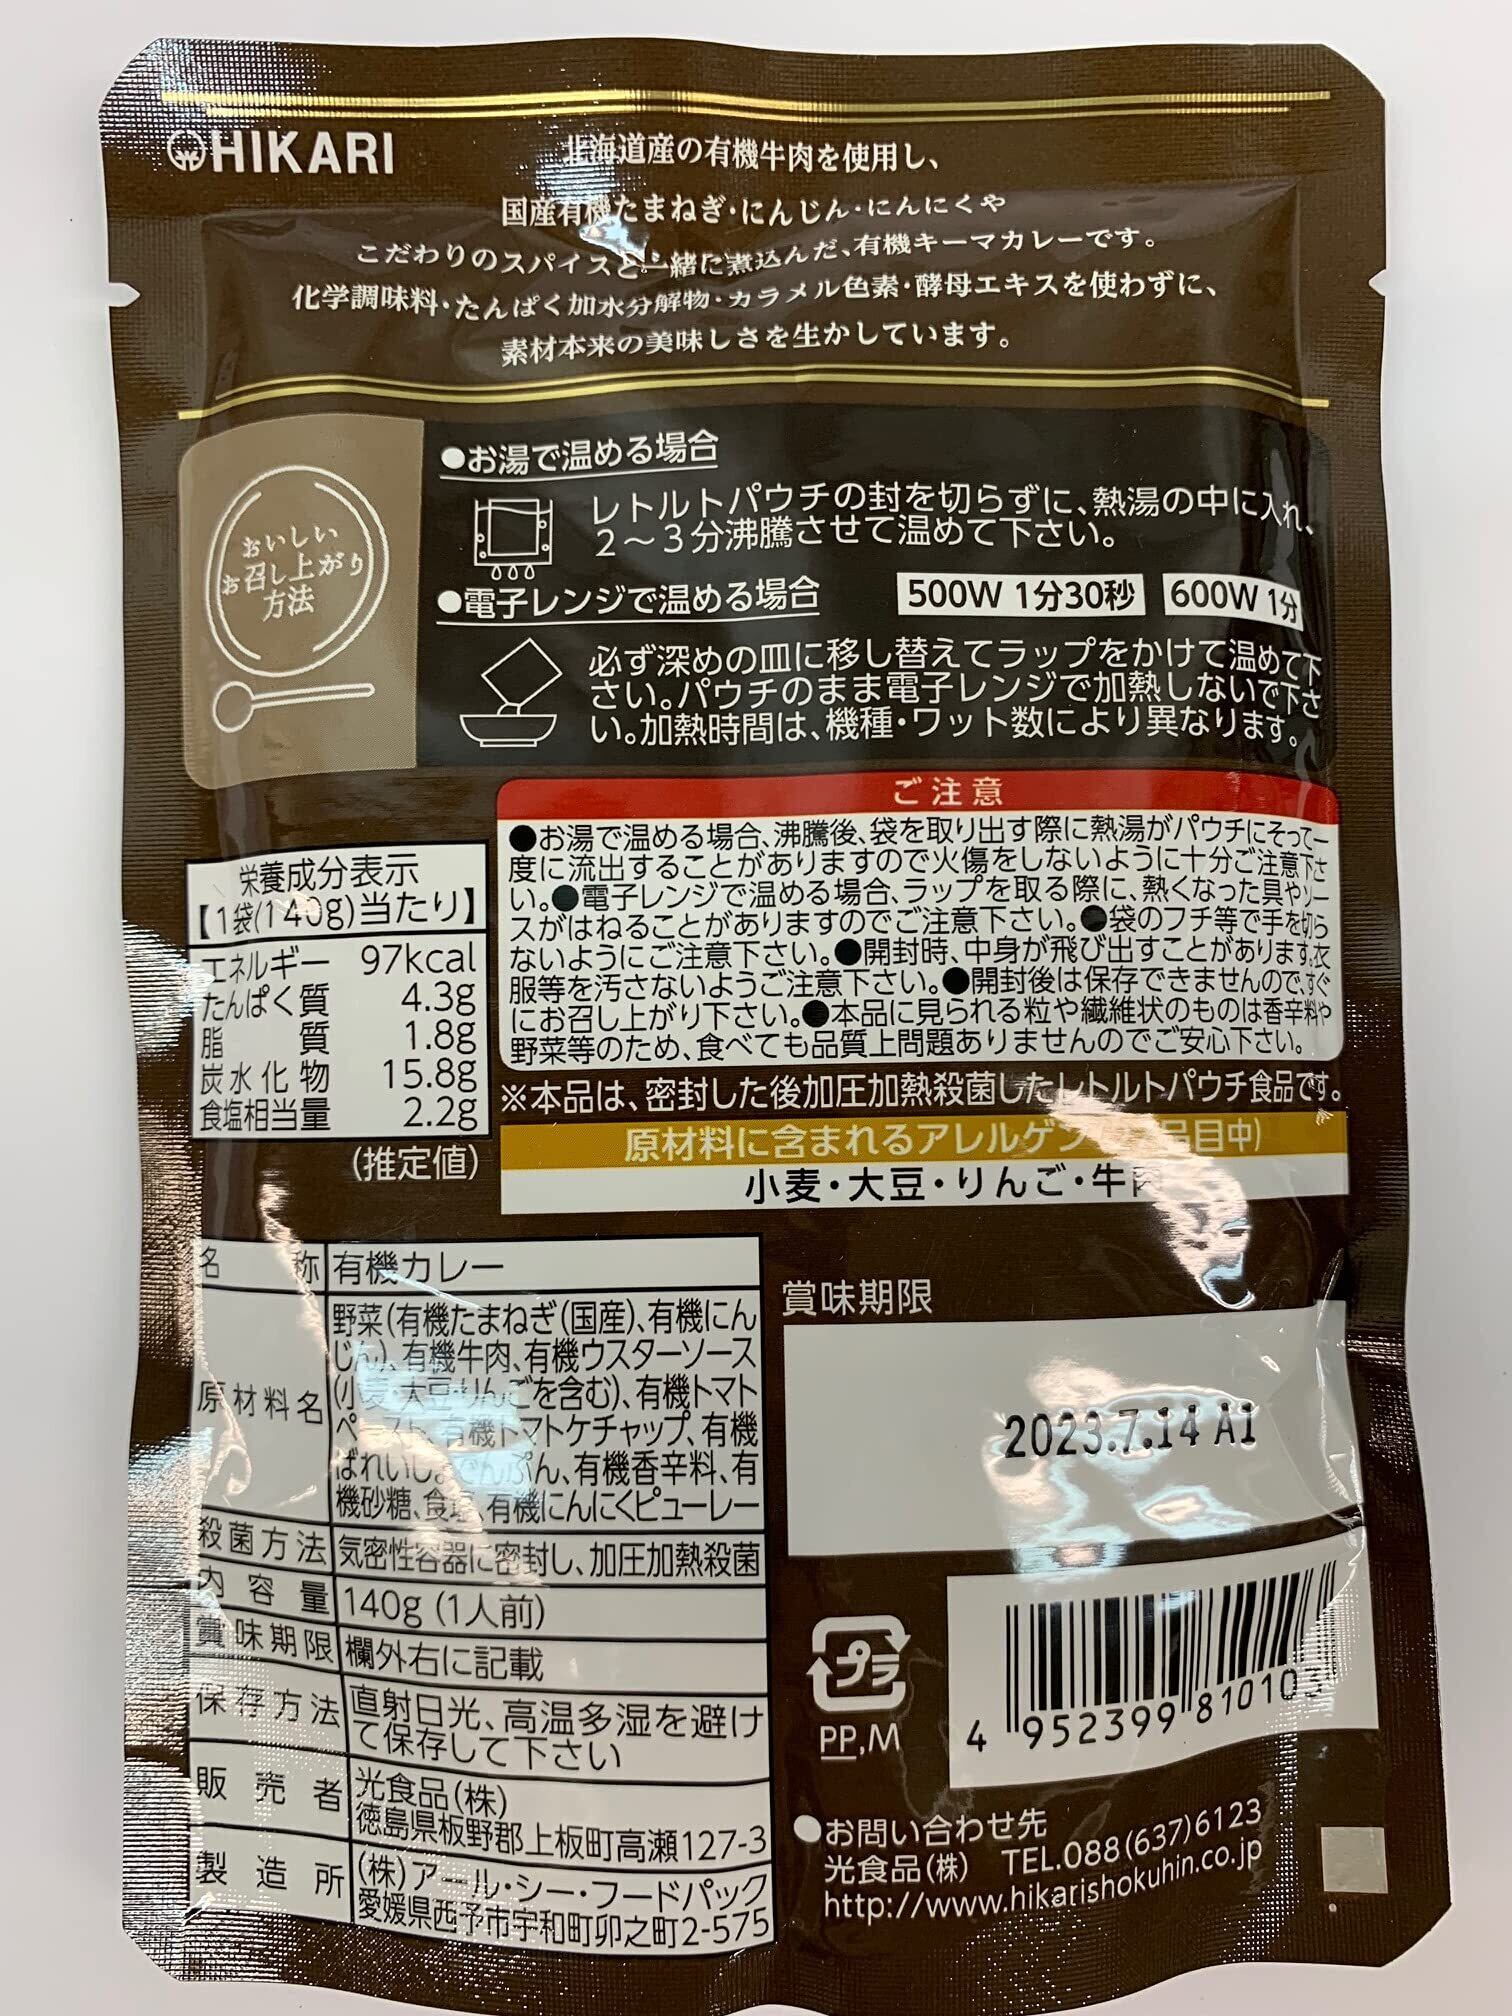 HIKARI
北海道産の有機牛肉を使用し、
国産有機たまねぎ・にんじん・にんにくや
こだわりのスパイスと一緒に煮込んだ、有機キーマカレーです。
化学調味料・たんぱく加水分解物・カラメル色素・酵母エキスを使わずに、
素材本来の美味しさを生かしています。
おいしい
お召し上がり
方法
●お湯で温める場合
レトルトパウチの封を切らずに、熱湯の中に入れ、
2〜3分沸騰させて温めて下さい。
●電子レンジで温める場合 500W 1分30秒 600W 1分
必ず深めの皿に移し替えてラップをかけて温めて下
さい。パウチのまま電子レンジで加熱しないで下さ
い。加熱時間は、機種・ワット数により異なります。
ご注意
●お湯で温める場合、沸騰後、袋を取り出す際に熱湯がパウチにそって一
度に流出することがありますので火傷をしないように十分ご注意下さ
い。●電子レンジで温める場合、ラップを取る際に、熱くなった具やソー
スがはねることがありますのでご注意下さい。●袋のフチ等で手を切ら
ないようにご注意下さい。●開封時、中身が飛び出すことがあります。衣
服等を汚さないようご注意下さい。●開封後は保存できませんので、すぐ
にお召し上がり下さい。●本品に見られる粒や繊維状のものは香辛料や
野菜等のため、食べても品質上問題ありませんのでご安心下さい。
※本品は、密封した後加圧加熱殺菌したレトルトパウチ食品です。
栄養成分表示
【1袋(140g)当たり】
エネルギー 97kcal
たんぱく質 4.3g
脂質 1.8g
炭水化物 15.8g
食塩相当量 2.2g
(推定値)
原材料に含まれるアレルゲン 品目中)
小麦・大豆・りんご・牛肉
名称 有機カレー
原材料名 野菜(有機たまねぎ(国産)、有機にん
じん)、有機牛肉、有機ウスターソース
(小麦・大豆・りんごを含む)、有機トマト
ペースト、有機トマトケチャップ、有機
ばれいしょでんぷん、有機香辛料、有
機砂糖、食塩、有機にんにくピューレー
殺菌方法 気密性容器に密封し、加圧加熱殺菌
内容量 140g (1人前)
賞味期限 欄外右に記載
保存方法 直射日光、高温多湿を避け
て保存して下さい
販売者 光食品(株)
徳島県板野郡上板町高瀬127-3
製造所 (株)アール・シー・フードパック
愛媛県西予市宇和町卯之町2-575
賞味期限
2023.7.14 A1
プラ
PP,M
4 952399 810103
●お問い合わせ先
光食品(株) TEL.088(637)6123
http://www.hikarishokuhin.co.jp